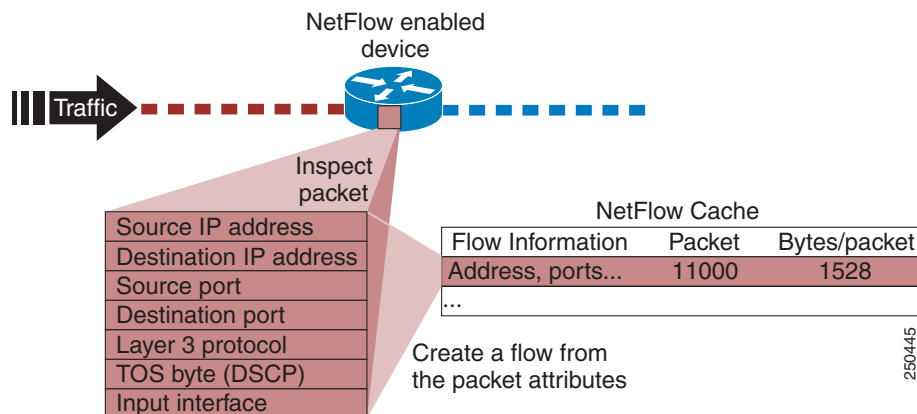 NetFlow enabled
device
Traffic
Inspect
packet
Source IP address
Destination IP address
Source port
Destination port
Layer 3 protocol
TOS byte (DSCP)
Input interface
NetFlow Cache
Flow Information Packet Bytes/packet
Address, ports... 11000 1528
...
Create a flow from
the packet attributes
250445